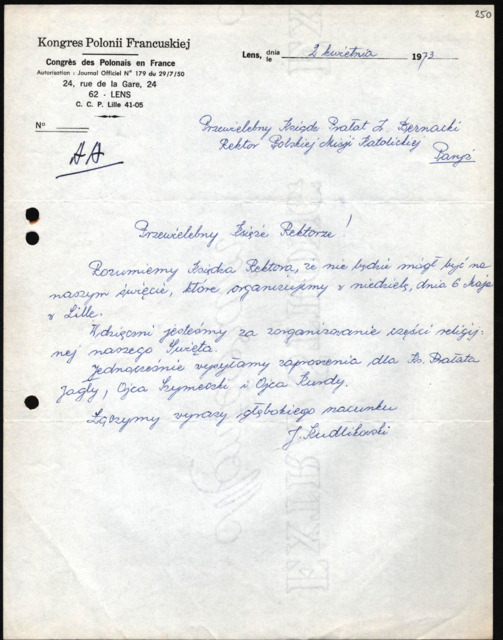 250
Kongres Polonii Francuskiej
Congrès des Polonais en France
Autorisation : Journal Officiel N° 179 du 29/7/50
24, rue de la Gare, 24
62 - LENS
C. C. P. Lille 41-05
Lens, dnia le 2 kwietnia 1973
N°
AA
Przewielebny Ksiądz Prałat Z. Bernacki
Rektor Polskiej Misji Katolickiej
Paryż
Przewielebny Księże Rektorze!
Rozumiemy Księdza Rektora, że nie będzie mógł być na
naszym święcie, które organizujemy w niedzielę, dnia 6 Maja
w Lille.
Wdzięczni jesteśmy za zorganizowanie części religij-
nej naszego Święta.
Jednocześnie wysyłamy zaproszenia dla Ks. Prałata
Jagły, Ojca Szymeczki i Ojca Kurdy.
Łączymy wyrazy głębokiego szacunku
J. Kudlikowski
EXTRA